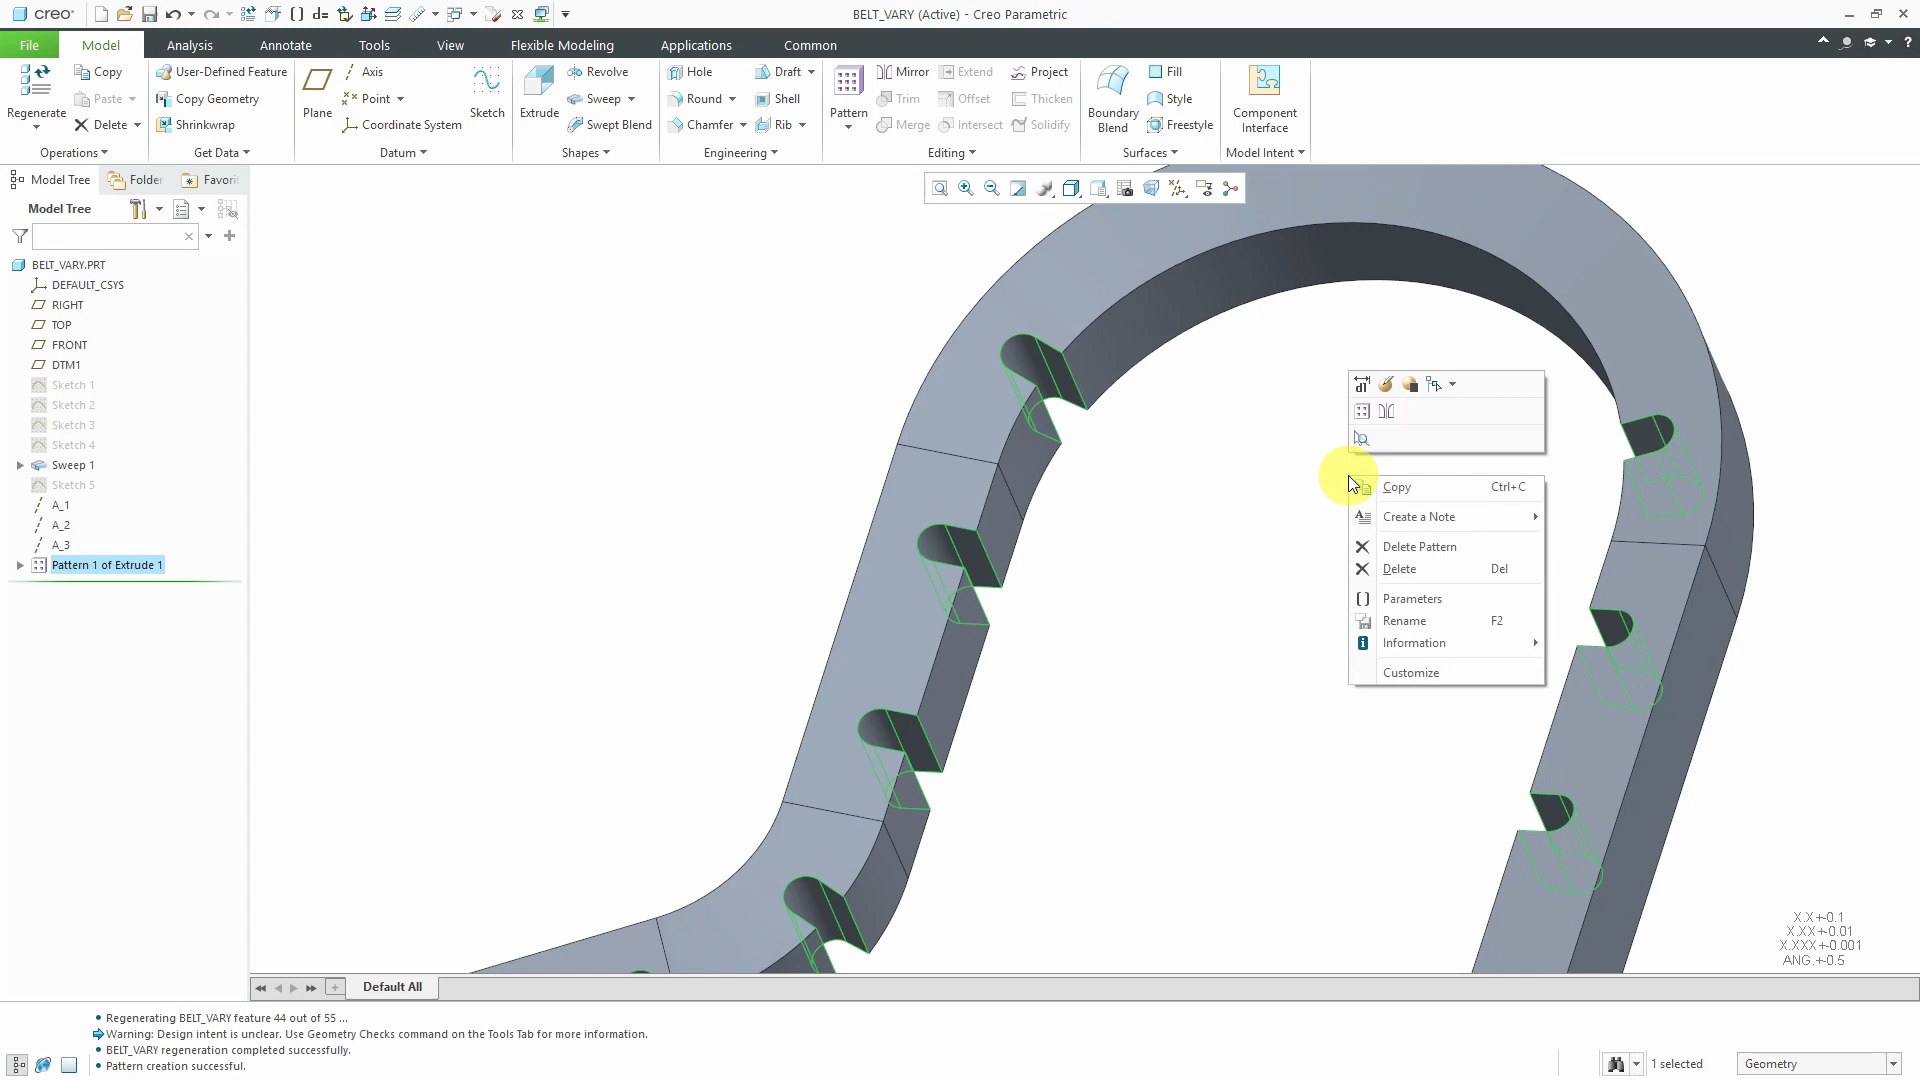 creo
BELT_VARY (Active) - Creo Parametric
File
Model
Analysis
Annotate
Tools
View
Flexible Modeling
Applications
Common
Regenerate
Copy
Paste
Delete
Operations
User-Defined Feature
Copy Geometry
Shrinkwrap
Get Data
Plane
Axis
Point
Coordinate System
Sketch
Datum
Extrude
Revolve
Sweep
Swept Blend
Shapes
Hole
Round
Chamfer
Draft
Shell
Rib
Engineering
Pattern
Mirror
Trim
Merge
Extend
Offset
Intersect
Project
Thicken
Solidify
Editing
Boundary
Blend
Fill
Style
Freestyle
Surfaces
Component
Interface
Model Intent
Model Tree
Folder
Favori
Model Tree
BELT_VARY.PRT
DEFAULT_CSYS
RIGHT
TOP
FRONT
DTM1
Sketch 1
Sketch 2
Sketch 3
Sketch 4
Sweep 1
Sketch 5
A_1
A_2
A_3
Pattern 1 of Extrude 1
Copy Ctrl+C
Create a Note
Delete Pattern
Delete Del
Parameters
Rename F2
Information
Customize
X.X+-0.1
X.XX+-0.01
X.XXX+-0.001
ANG.+-0.5
Default All
Regenerating BELT_VARY feature 44 out of 55 ...
Warning: Design intent is unclear. Use Geometry Checks command on the Tools Tab for more information.
BELT_VARY regeneration completed successfully.
Pattern creation successful.
1 selected
Geometry